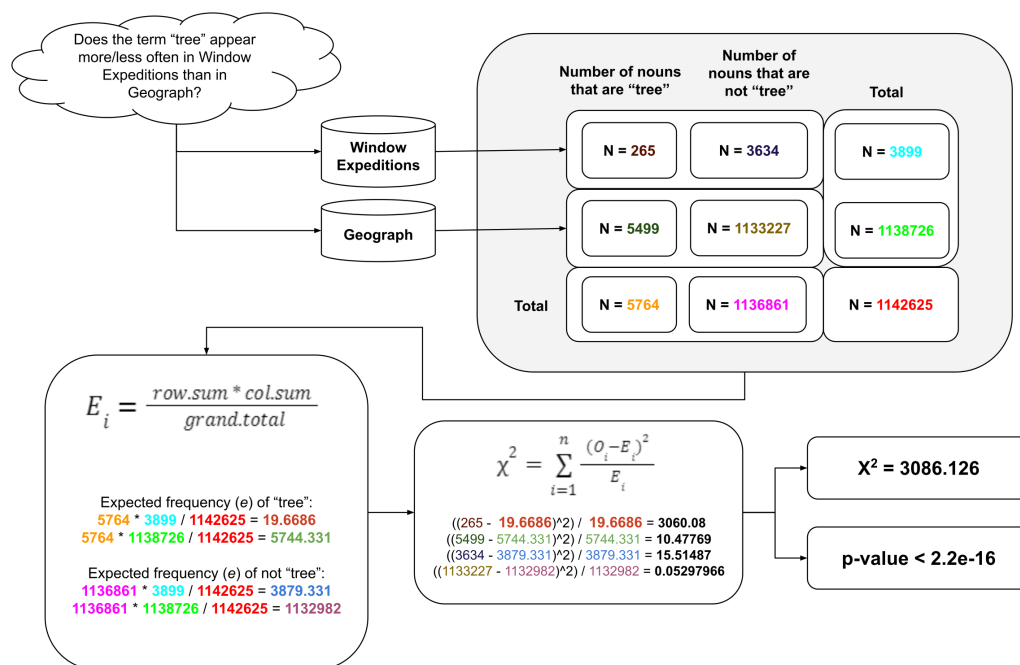 Does the term “tree” appear
more/less often in Window
Expeditions than in
Geograph?
Number of nouns
that are “tree”
Number of
nouns that are
not “tree”
Total
Window
Expeditions
N = 265
N = 3634
N = 3899
Geograph
N = 5499
N = 1133227
N = 1138726
Total
N = 5764
N = 1136861
N = 1142625
E_i = row.sum * col.sum / grand.total
Expected frequency (e) of “tree”:
5764 * 3899 / 1142625 = 19.6686
5764 * 1138726 / 1142625 = 5744.331
Expected frequency (e) of not “tree”:
1136861 * 3899 / 1142625 = 3879.331
1136861 * 1138726 / 1142625 = 1132982
χ² = n ∑ i=1 (O_i−E_i)² / E_i
((265 - 19.6686)^2) / 19.6686 = 3060.08
((5499 - 5744.331)^2) / 5744.331 = 10.47769
((3634 - 3879.331)^2) / 3879.331 = 15.51487
((1133227 - 1132982)^2) / 1132982 = 0.05297966
X² = 3086.126
p-value < 2.2e-16